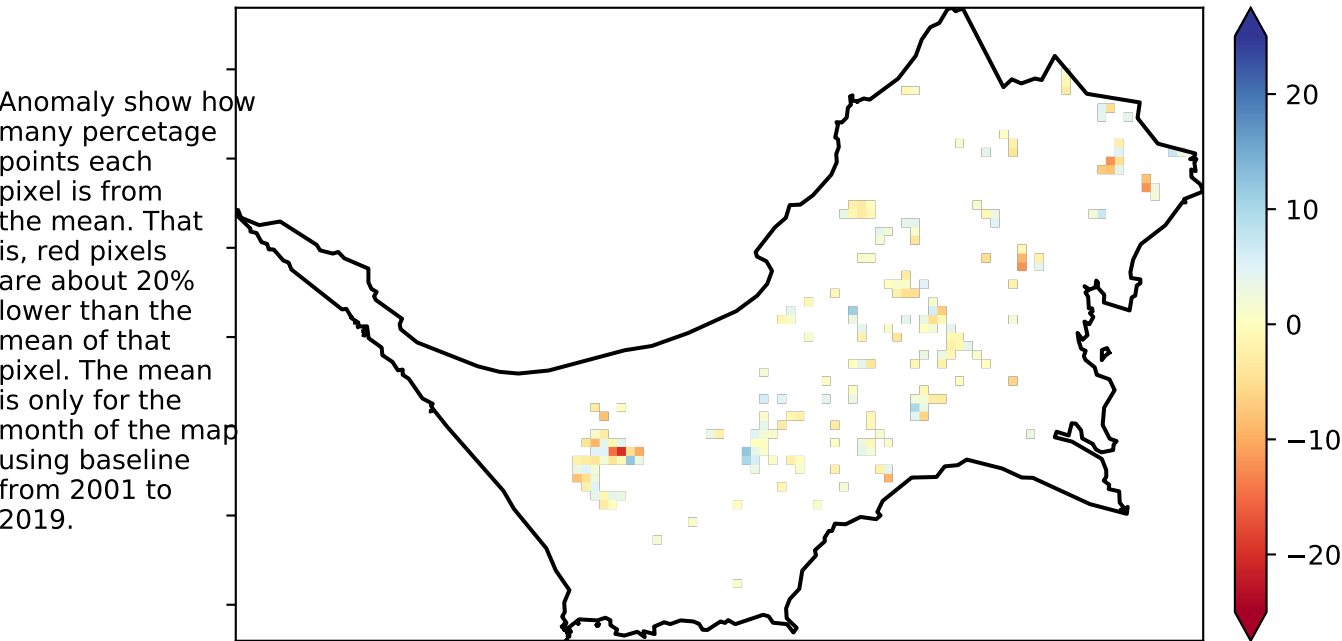 Anomaly show how
many percetage
points each
pixel is from
the mean. That
is, red pixels
are about 20%
lower than the
mean of that
pixel. The mean
is only for the
month of the map
using baseline
from 2001 to
2019.
20
10
0
−10
−20